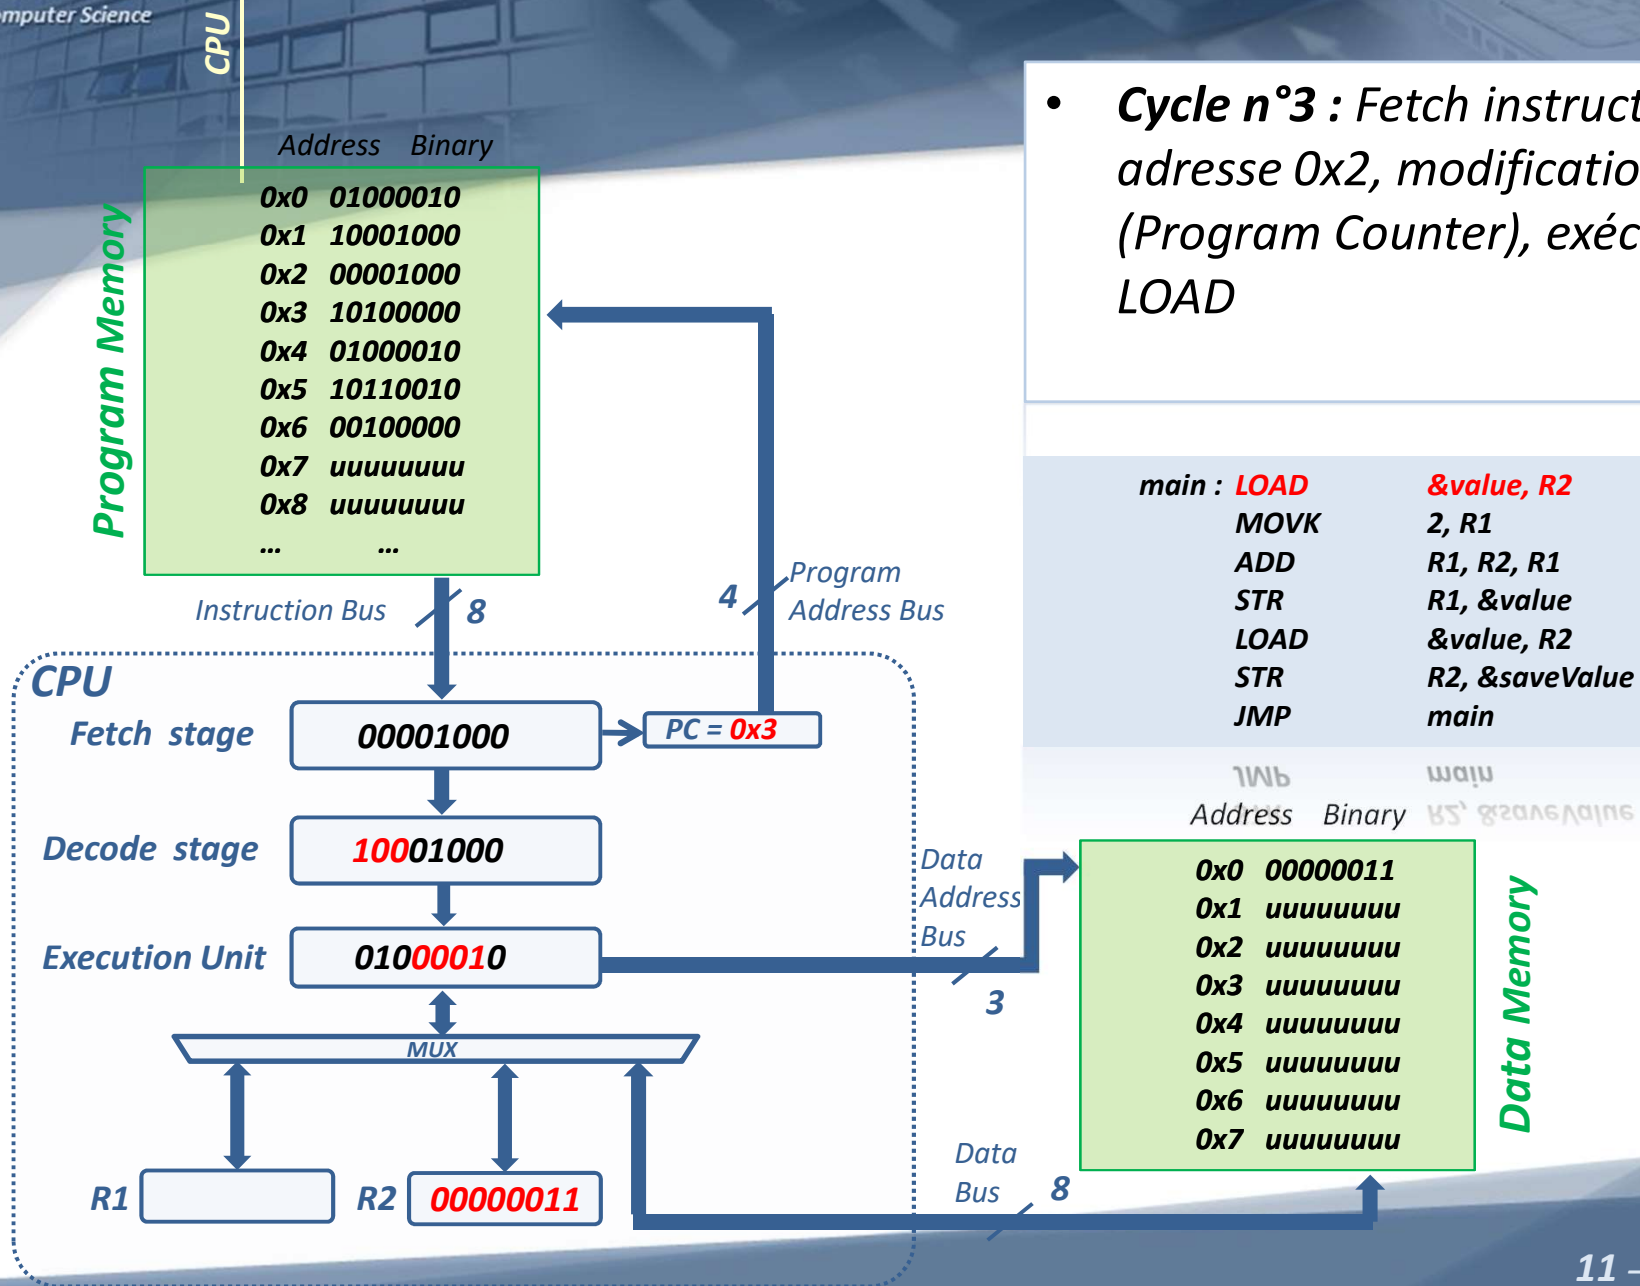 Computer Science
CPU
• Cycle n°3 : Fetch
adresse 0x2,
(Program Counter),
LOAD
Address Binary
Program Memory
0x0 01000010
0x1 10001000
0x2 00001000
0x3 10100000
0x4 01000010
0x5 10110010
0x6 00100000
0x7 uuuuuuuu
0x8 uuuuuuuu
... ...
Instruction Bus 8
4 Program
Address Bus
main : LOAD &value, R2
MOVK 2, R1
ADD R1, R2, R1
STR R1, &value
LOAD &value, R2
STR R2, &saveValue
JMP main
JMP main
R2, &saveValue
CPU
Fetch stage 00001000 PC = 0x3
Decode stage 10001000
Execution Unit 01000010
MUX
R1 R2 00000011
Data
Address
Bus
3
Data
Bus 8
Address Binary
0x0 00000011
0x1 uuuuuuuu
0x2 uuuuuuuu
0x3 uuuuuuuu
0x4 uuuuuuuu
0x5 uuuuuuuu
0x6 uuuuuuuu
0x7 uuuuuuuu
Data Memory
11 –